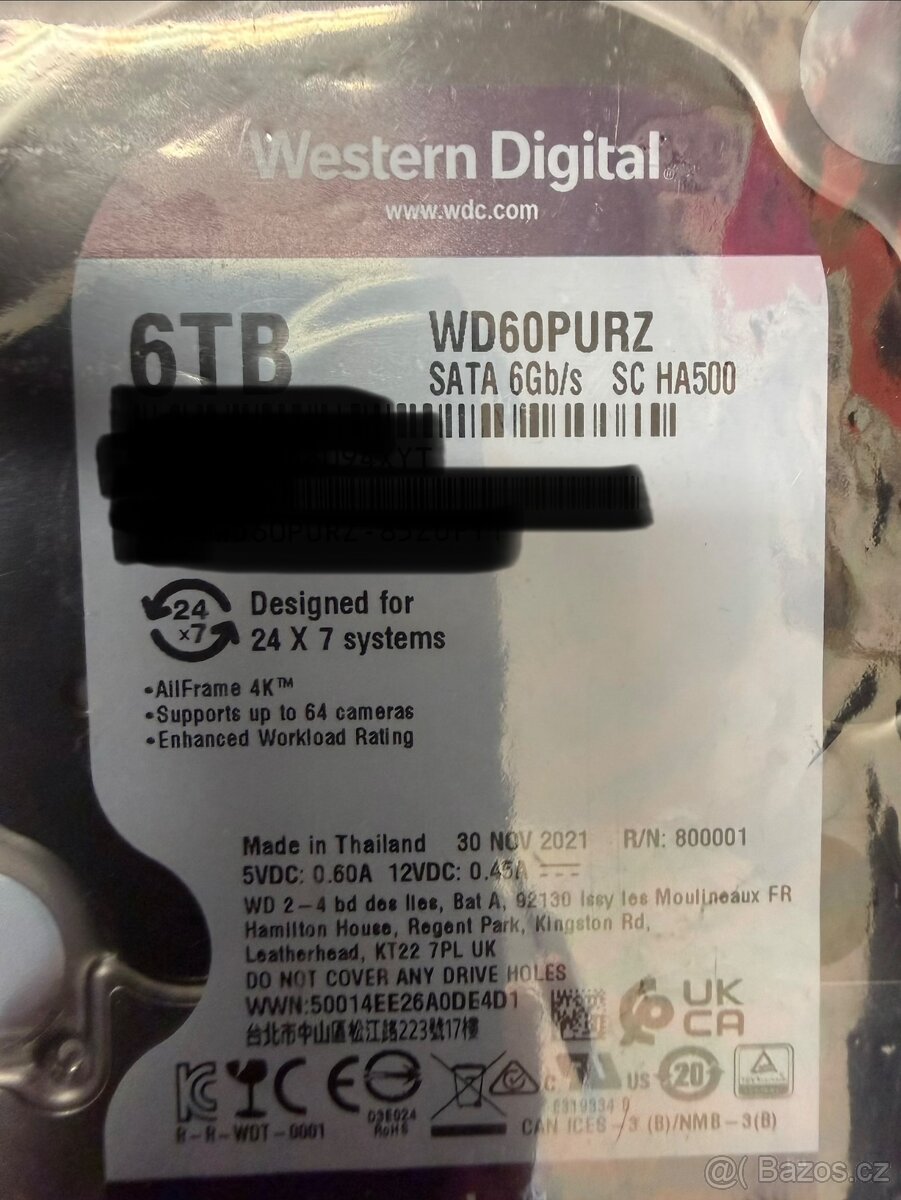 Western Digital®
www.wdc.com
6TB
WD60PURZ
SATA 6Gb/s SC HA500
Designed for
24 x7
24 X 7 systems
•AllFrame 4K™
•Supports up to 64 cameras
•Enhanced Workload Rating
Made in Thailand 30 NOV 2021 R/N: 800001
5VDC: 0.60A 12VDC: 0.45A
WD 2-4 bd des Iles, Bat A, 92130 Issy les Moulineaux FR
Hamilton House, Regent Park, Kingston Rd,
Leatherhead, KT22 7PL UK
DO NOT COVER ANY DRIVE HOLES
WWN:50014EE26A0DE4D1
UK
CA
台北市中山區松江路223號17樓
CE
US
20
D3E024
RoHS
E319334
R-R-WDT-0001
CAN ICES-3 (B)/NMB-3(B)
@( Bazos.cz